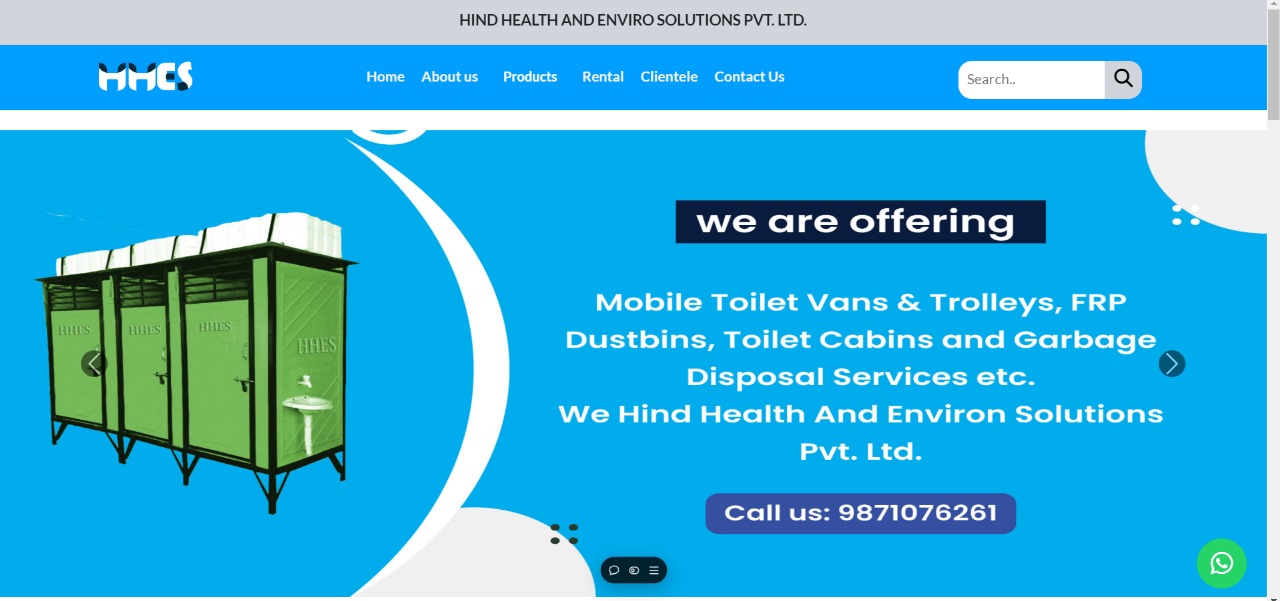 HIND HEALTH AND ENVIRO SOLUTIONS PVT. LTD.
HHES
Home About us Products Rental Clientele Contact Us
Search..
we are offering
Mobile Toilet Vans & Trolleys, FRP
Dustbins, Toilet Cabins and Garbage
Disposal Services etc.
We Hind Health And Environ Solutions
Pvt. Ltd.
Call us: 9871076261
HHES
HHES
HHES
HHES